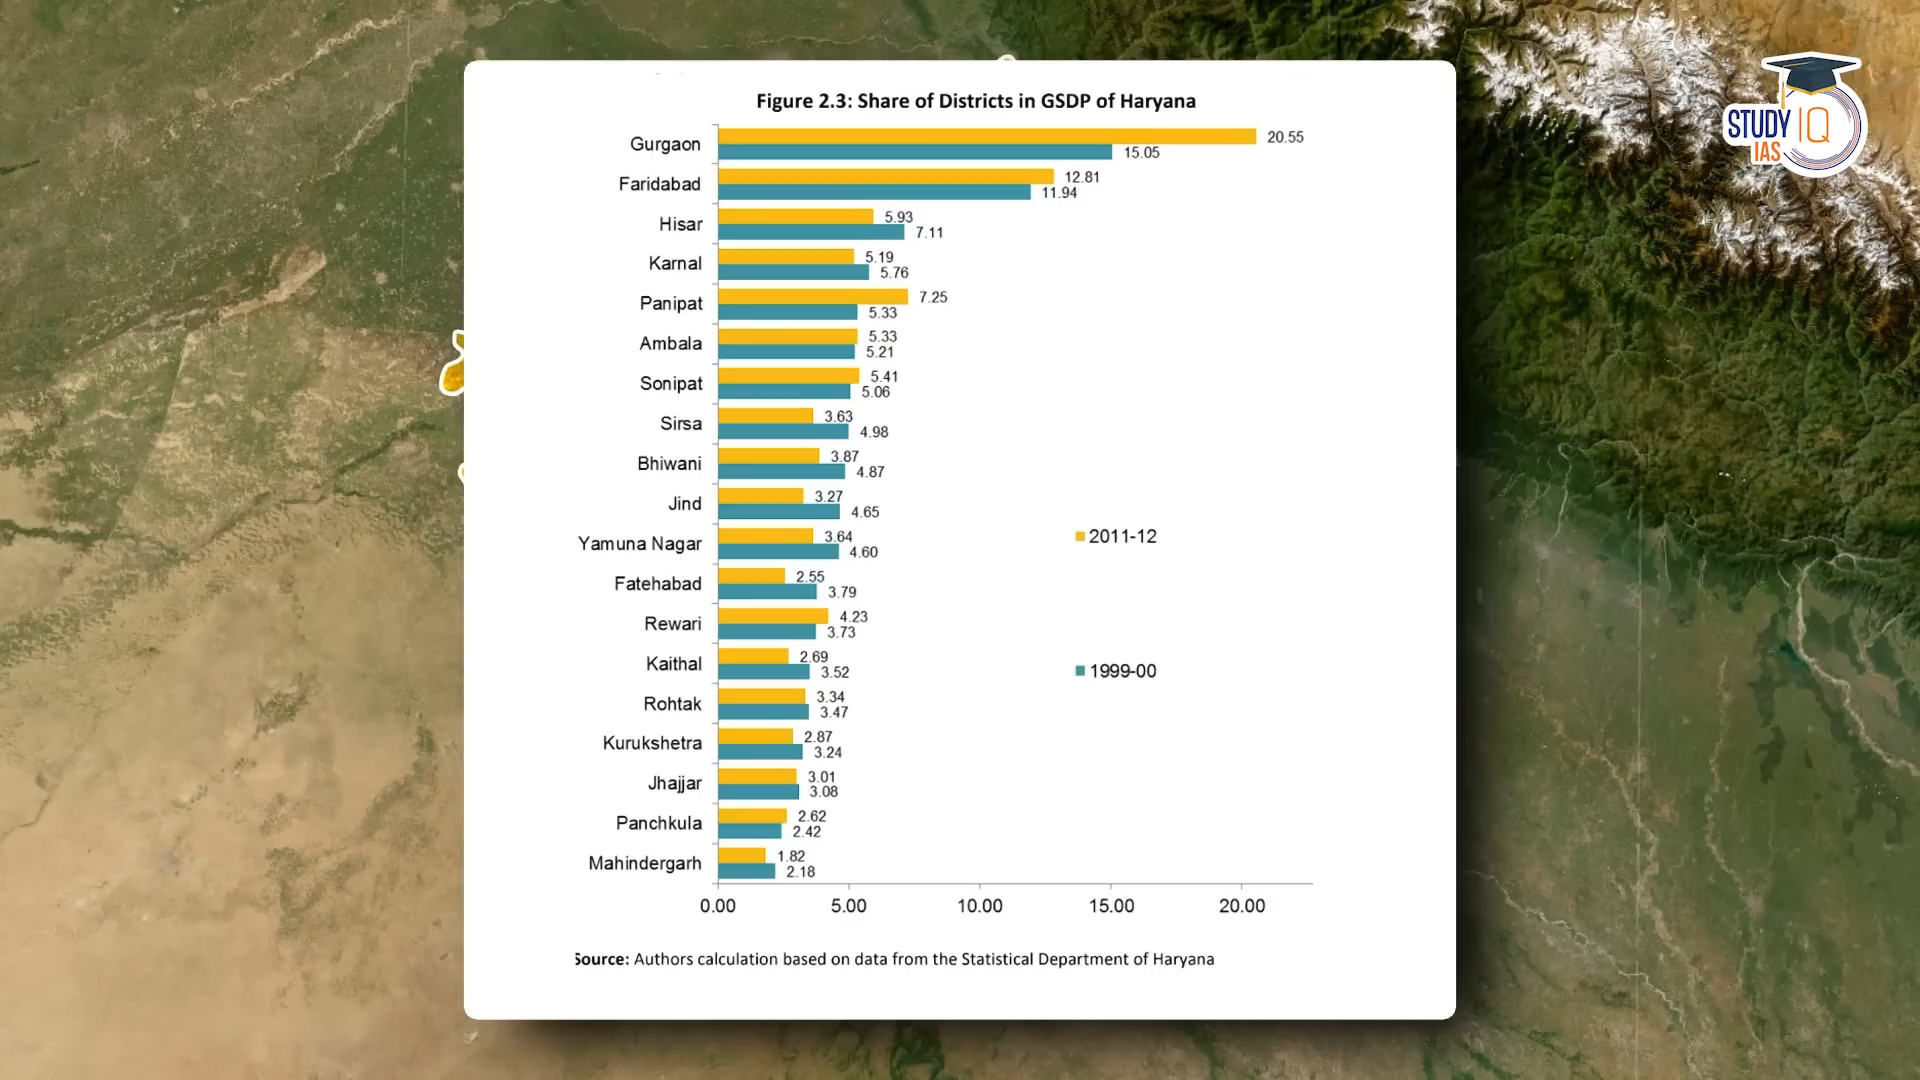 STUDY IQ
IAS
Figure 2.3: Share of Districts in GSDP of Haryana
Gurgaon 20.55
15.05
Faridabad 12.81
11.94
Hisar 5.93
7.11
Karnal 5.19
5.76
Panipat 7.25
5.33
Ambala 5.33
5.21
Sonipat 5.41
5.06
Sirsa 3.63
4.98
Bhiwani 3.87
4.87
Jind 3.27
4.65
Yamuna Nagar 3.64
4.60
Fatehabad 2.55
3.79
Rewari 4.23
3.73
Kaithal 2.69
3.52
Rohtak 3.34
3.47
Kurukshetra 2.87
3.24
Jhajjar 3.01
3.08
Panchkula 2.62
2.42
Mahindergarh 1.82
2.18
2011-12
1999-00
0.00 5.00 10.00 15.00 20.00
Source: Authors calculation based on data from the Statistical Department of Haryana